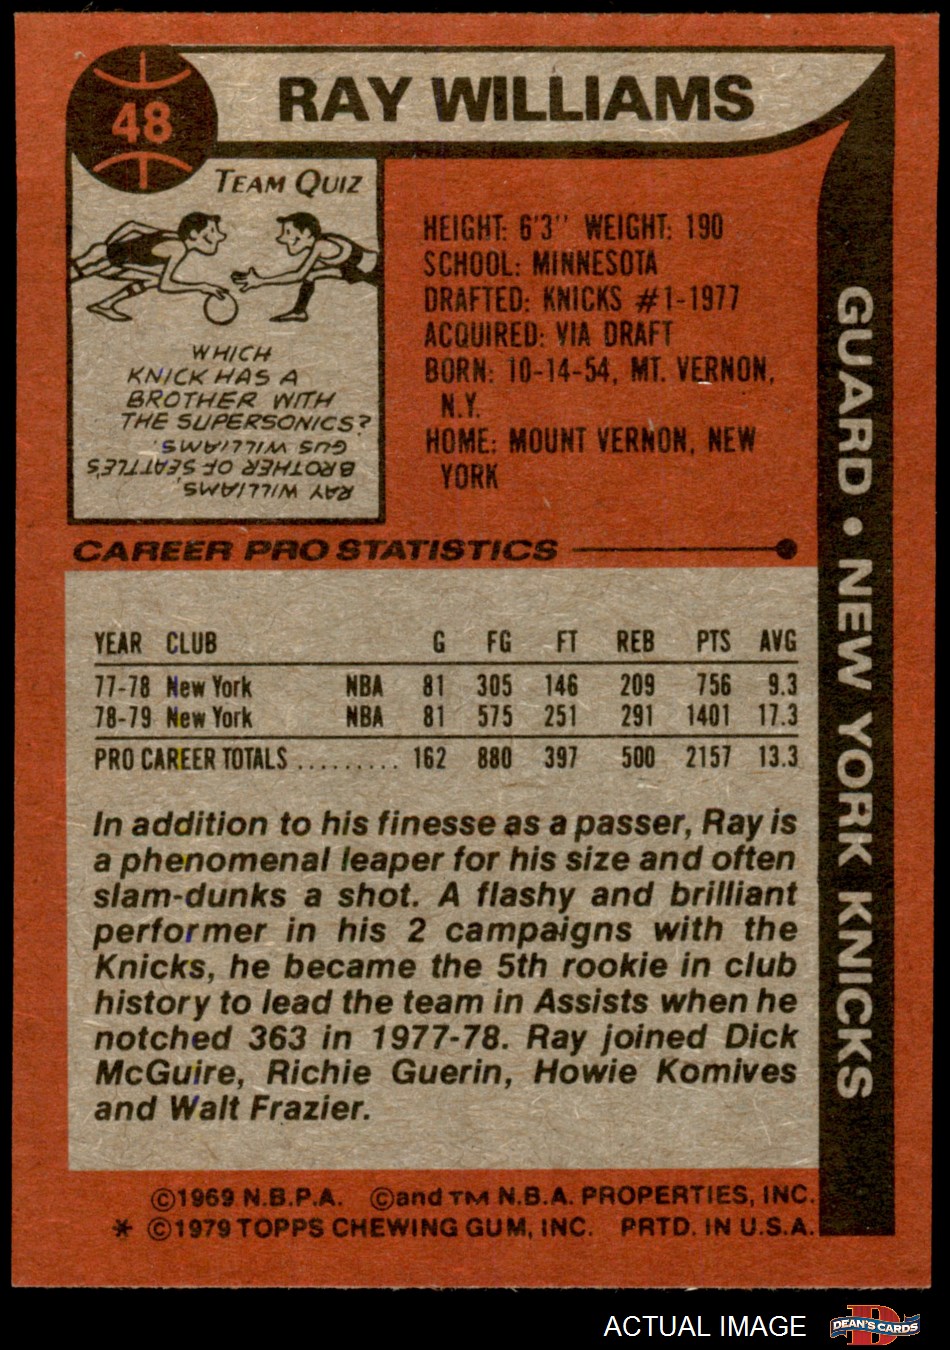 48
RAY WILLIAMS
TEAM QUIZ
WHICH
KNICK HAS A
BROTHER WITH
THE SUPERSONICS?
RAY WILLIAMS,
BROTHER OF SEATTLE'S
GUS WILLIAMS.
HEIGHT: 6'3" WEIGHT: 190
SCHOOL: MINNESOTA
DRAFTED: KNICKS #1-1977
ACQUIRED: VIA DRAFT
BORN: 10-14-54, MT. VERNON,
N.Y.
HOME: MOUNT VERNON, NEW
YORK
GUARD • NEW YORK KNICKS
CAREER PRO STATISTICS
YEAR CLUB G FG FT REB PTS AVG
77-78 New York NBA 81 305 146 209 756 9.3
78-79 New York NBA 81 575 251 291 1401 17.3
PRO CAREER TOTALS ......... 162 880 397 500 2157 13.3
In addition to his finesse as a passer, Ray is
a phenomenal leaper for his size and often
slam-dunks a shot. A flashy and brilliant
performer in his 2 campaigns with the
Knicks, he became the 5th rookie in club
history to lead the team in Assists when he
notched 363 in 1977-78. Ray joined Dick
McGuire, Richie Guerin, Howie Komives
and Walt Frazier.
©1969 N.B.P.A. ©and TM N.B.A. PROPERTIES, INC.
* ©1979 TOPPS CHEWING GUM, INC. PRTD. IN U.S.A.
ACTUAL IMAGE
D
DEAN'S CARDS